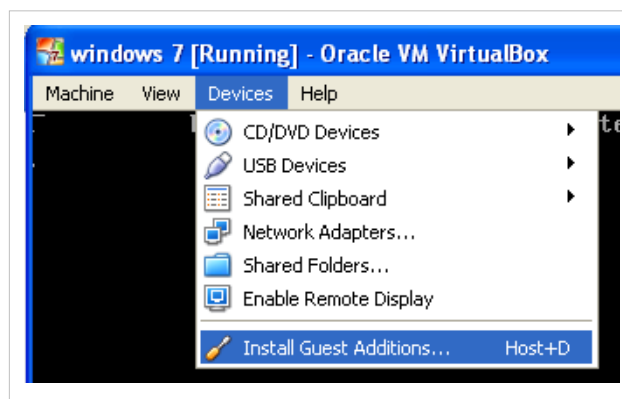 windows 7 [Running] - Oracle VM VirtualBox
Machine View Devices Help
CD/DVD Devices
USB Devices
Shared Clipboard
Network Adapters...
Shared Folders...
Enable Remote Display
Install Guest Additions... Host+D